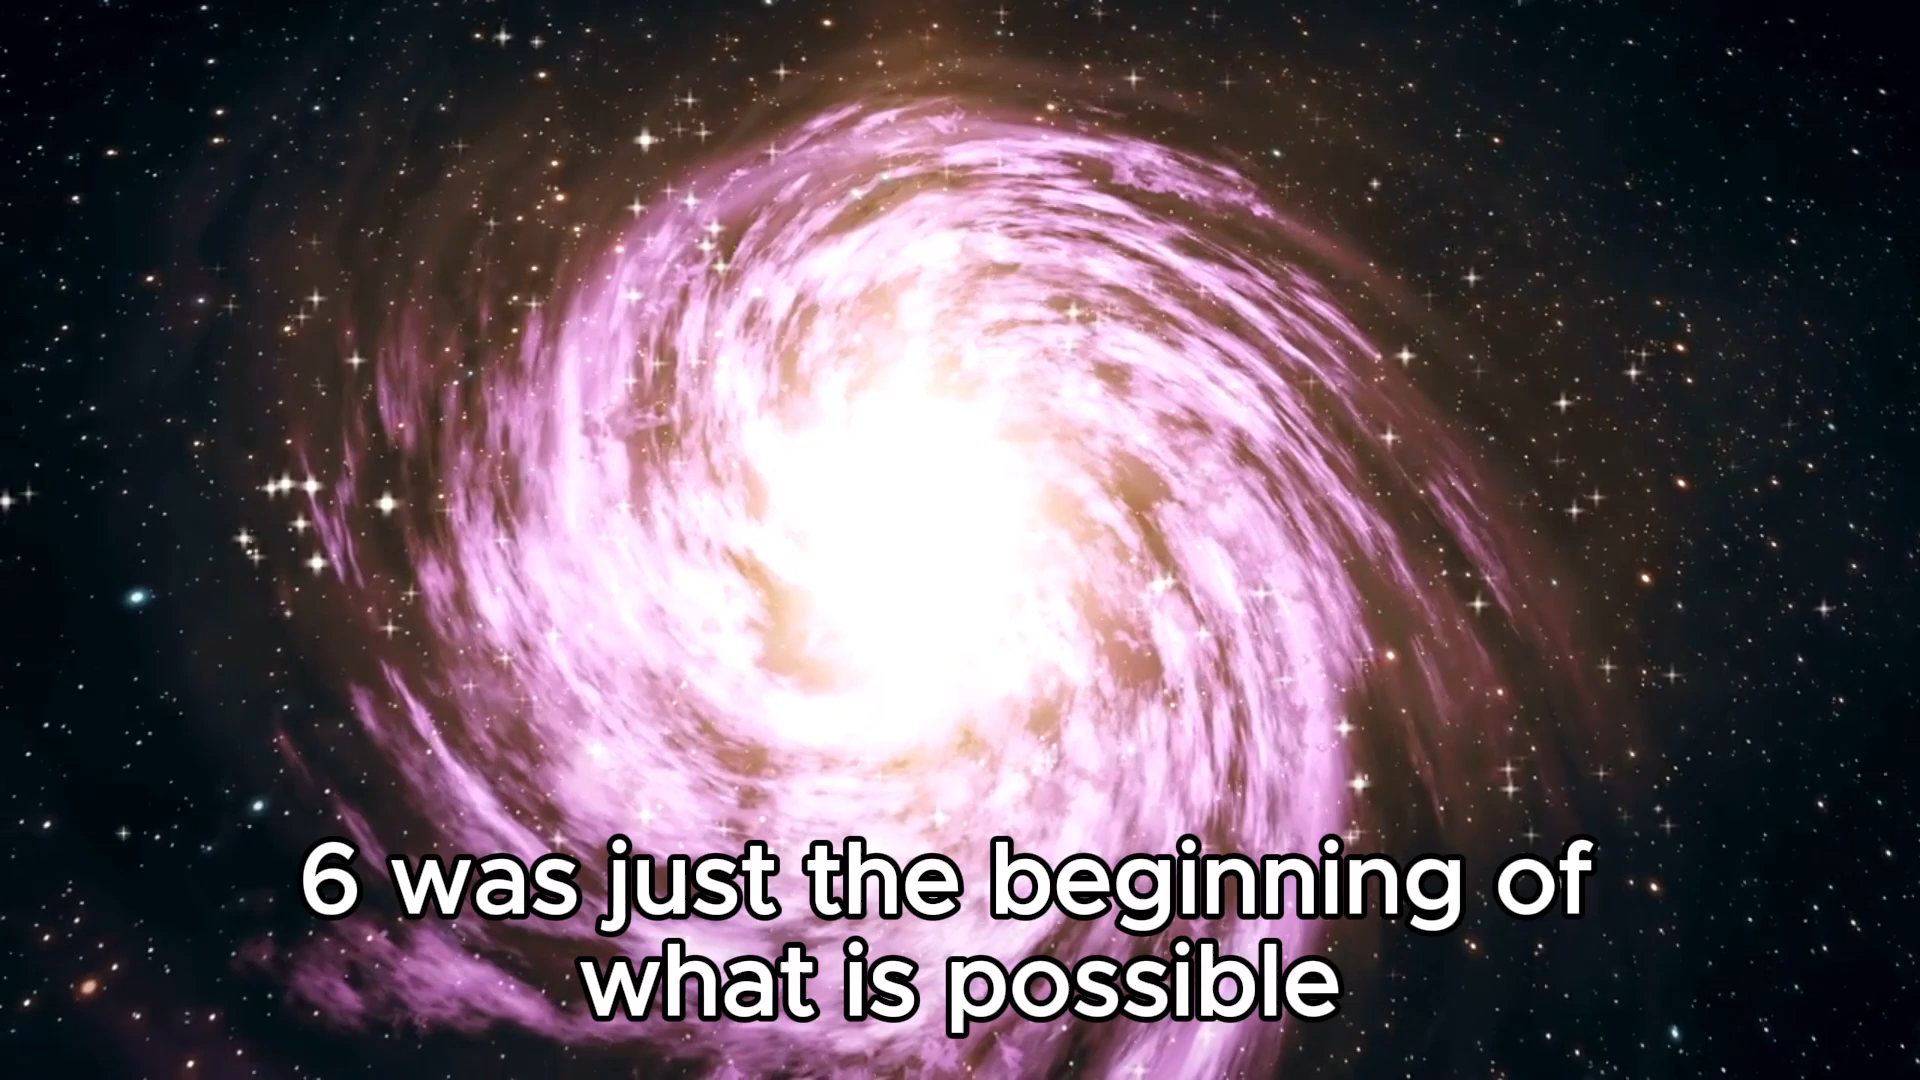 6 was just the beginning of
what is possible